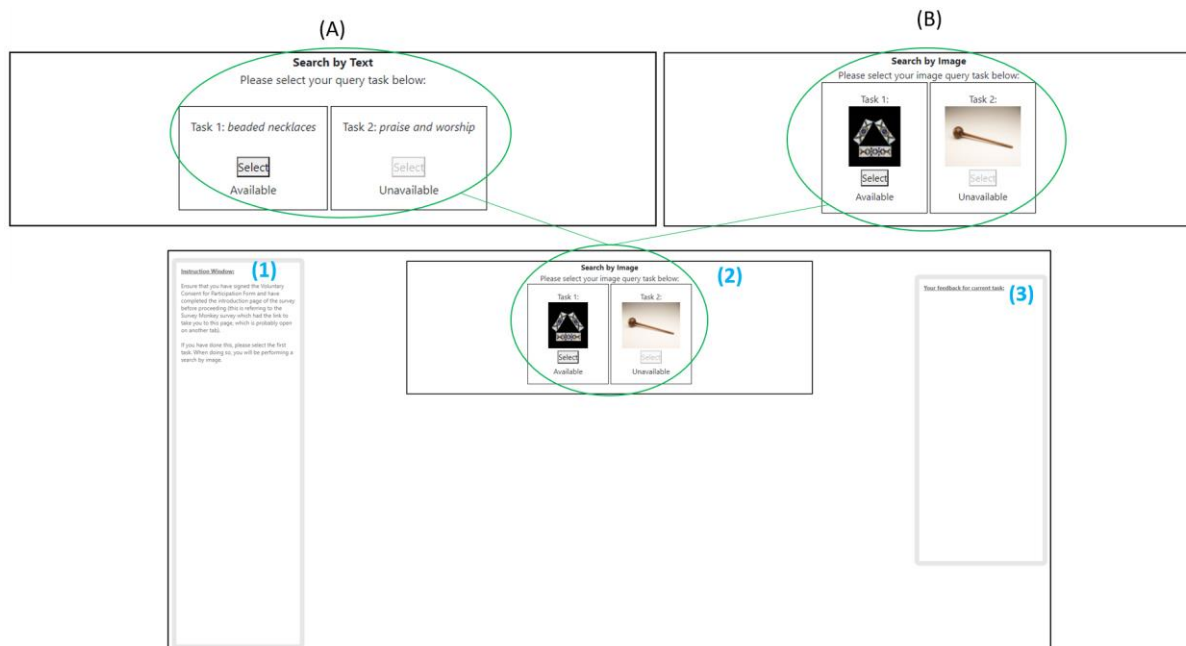 (A)
Search by Text
Please select your query task below:
Task 1: beaded necklaces
Select
Available
Task 2: praise and worship
Select
Unavailable
(B)
Search by Image
Please select your image query task below:
Task 1:
Select
Available
Task 2:
Select
Unavailable
(1)
Instruction Window:
Ensure that you have signed the Voluntary
Consent for Participation Form and have
completed the introduction page of the survey
before proceeding (this is referring to the
Survey Monkey survey which had the link to
take you to this page, which is probably open
on another tab).
If you have done this, please select the first
task. When doing so, you will be performing a
search by image.
(2)
Search by Image
Please select your image query task below:
Task 1:
Select
Available
Task 2:
Select
Unavailable
(3)
Your feedback for current task: